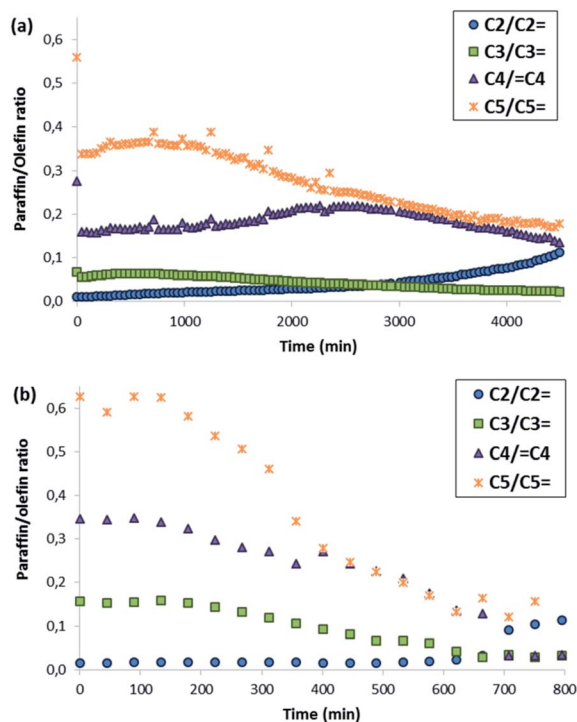 (a)
Paraffin/Olefin ratio
0,6
0,5
0,4
0,3
0,2
0,1
0,0
0
1000
2000
3000
4000
Time (min)
C2/C2=
C3/C3=
C4/=C4
C5/C5=
(b)
Paraffin/olefin ratio
0,6
0,5
0,4
0,3
0,2
0,1
0,0
0
100
200
300
400
500
600
700
800
Time (min)
C2/C2=
C3/C3=
C4/=C4
C5/C5=